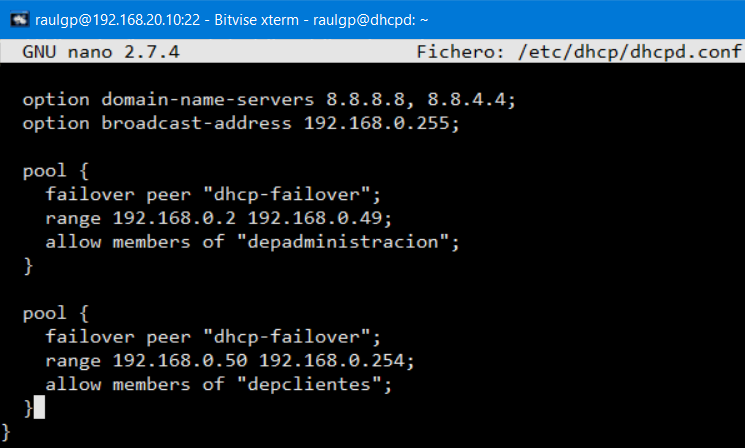 raulgp@192.168.20.10:22 - Bitvise xterm - raulgp@dhcpd: ~
GNU nano 2.7.4 Fichero: /etc/dhcp/dhcpd.conf
option domain-name-servers 8.8.8.8, 8.8.4.4;
option broadcast-address 192.168.0.255;
pool {
failover peer "dhcp-failover";
range 192.168.0.2 192.168.0.49;
allow members of "depadministracion";
}
pool {
failover peer "dhcp-failover";
range 192.168.0.50 192.168.0.254;
allow members of "depclientes";
}
}